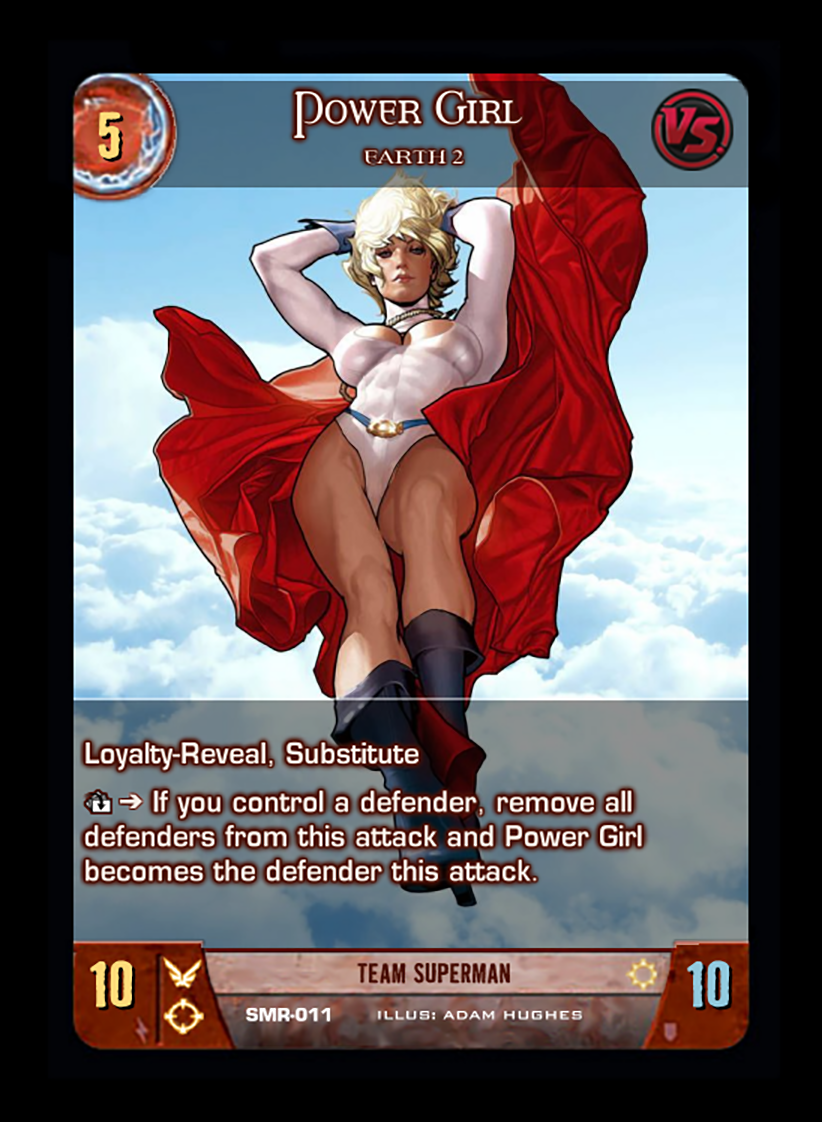 5
Power Girl
Earth 2
VS.
Loyalty-Reveal, Substitute
➔ If you control a defender, remove all
defenders from this attack and Power Girl
becomes the defender this attack.
10
TEAM SUPERMAN
10
SMR-011 ILLUS: ADAM HUGHES